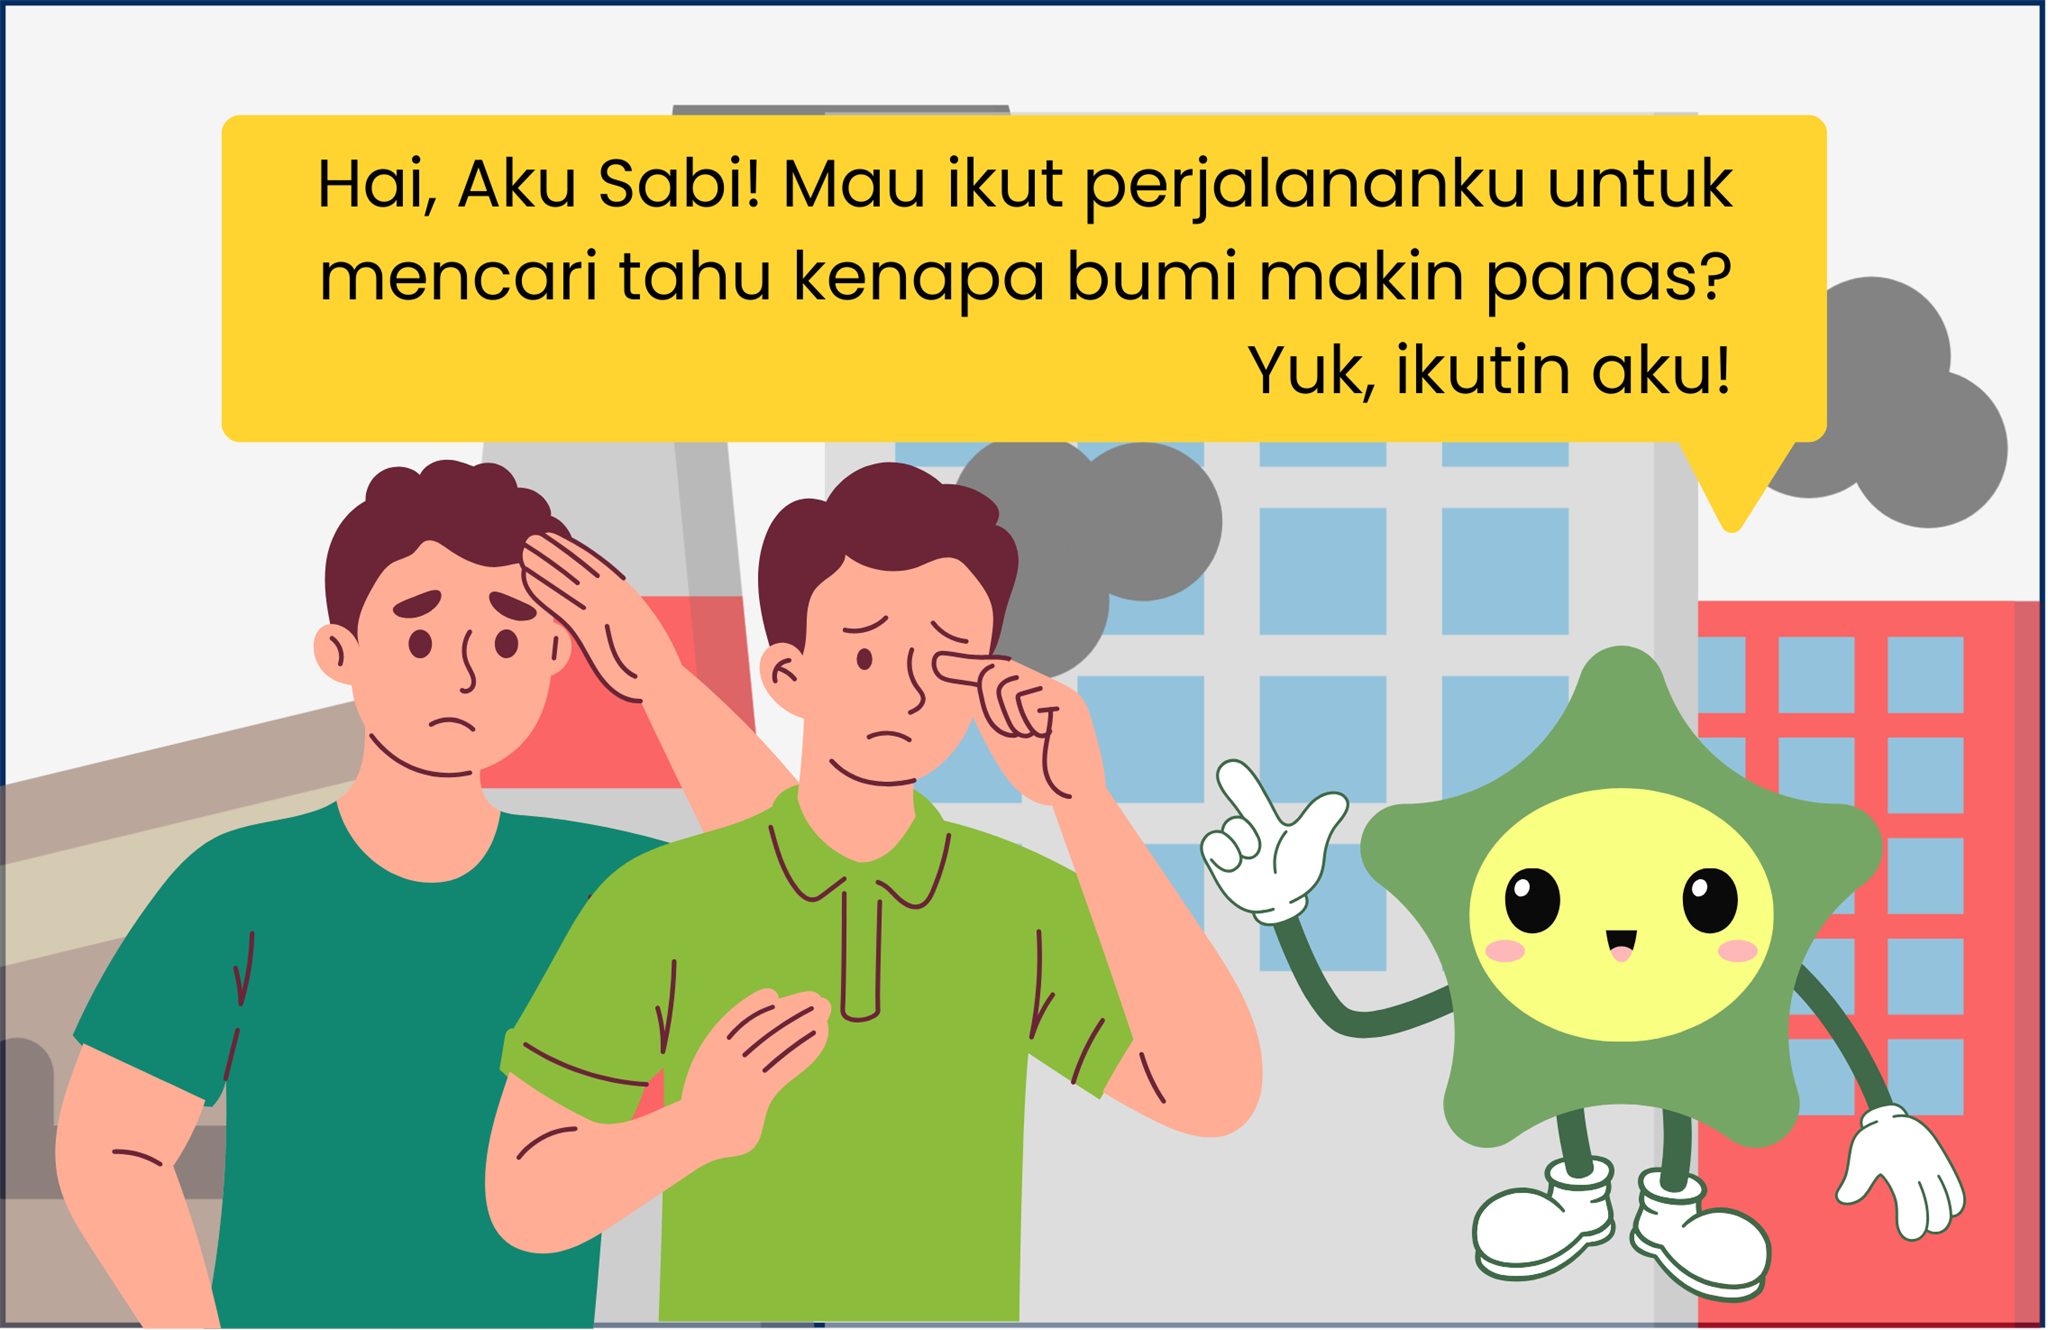 Hai, Aku Sabi! Mau ikut perjalananku untuk
mencari tahu kenapa bumi makin panas?
Yuk, ikutin aku!